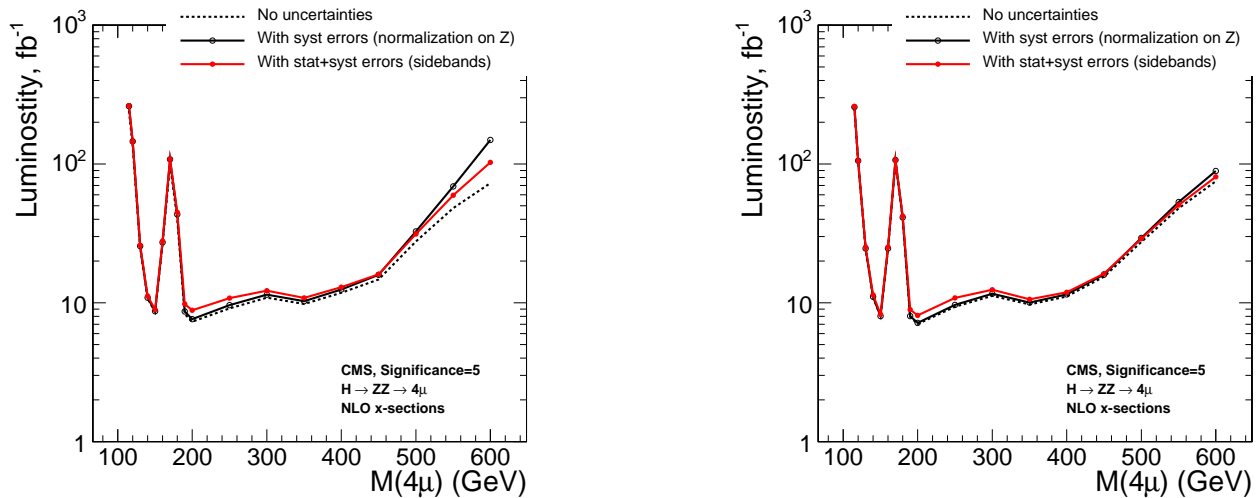 10³
No uncertainties
With syst errors (normalization on Z)
With stat+syst errors (sidebands)
Luminostity, fb⁻¹
10²
10
CMS, Significance=5
H → ZZ → 4μ
NLO x-sections
1
100 200 300 400 500 600
M(4μ) (GeV)
10³
No uncertainties
With syst errors (normalization on Z)
With stat+syst errors (sidebands)
Luminostity, fb⁻¹
10²
10
CMS, Significance=5
H → ZZ → 4μ
NLO x-sections
1
100 200 300 400 500 600
M(4μ) (GeV)